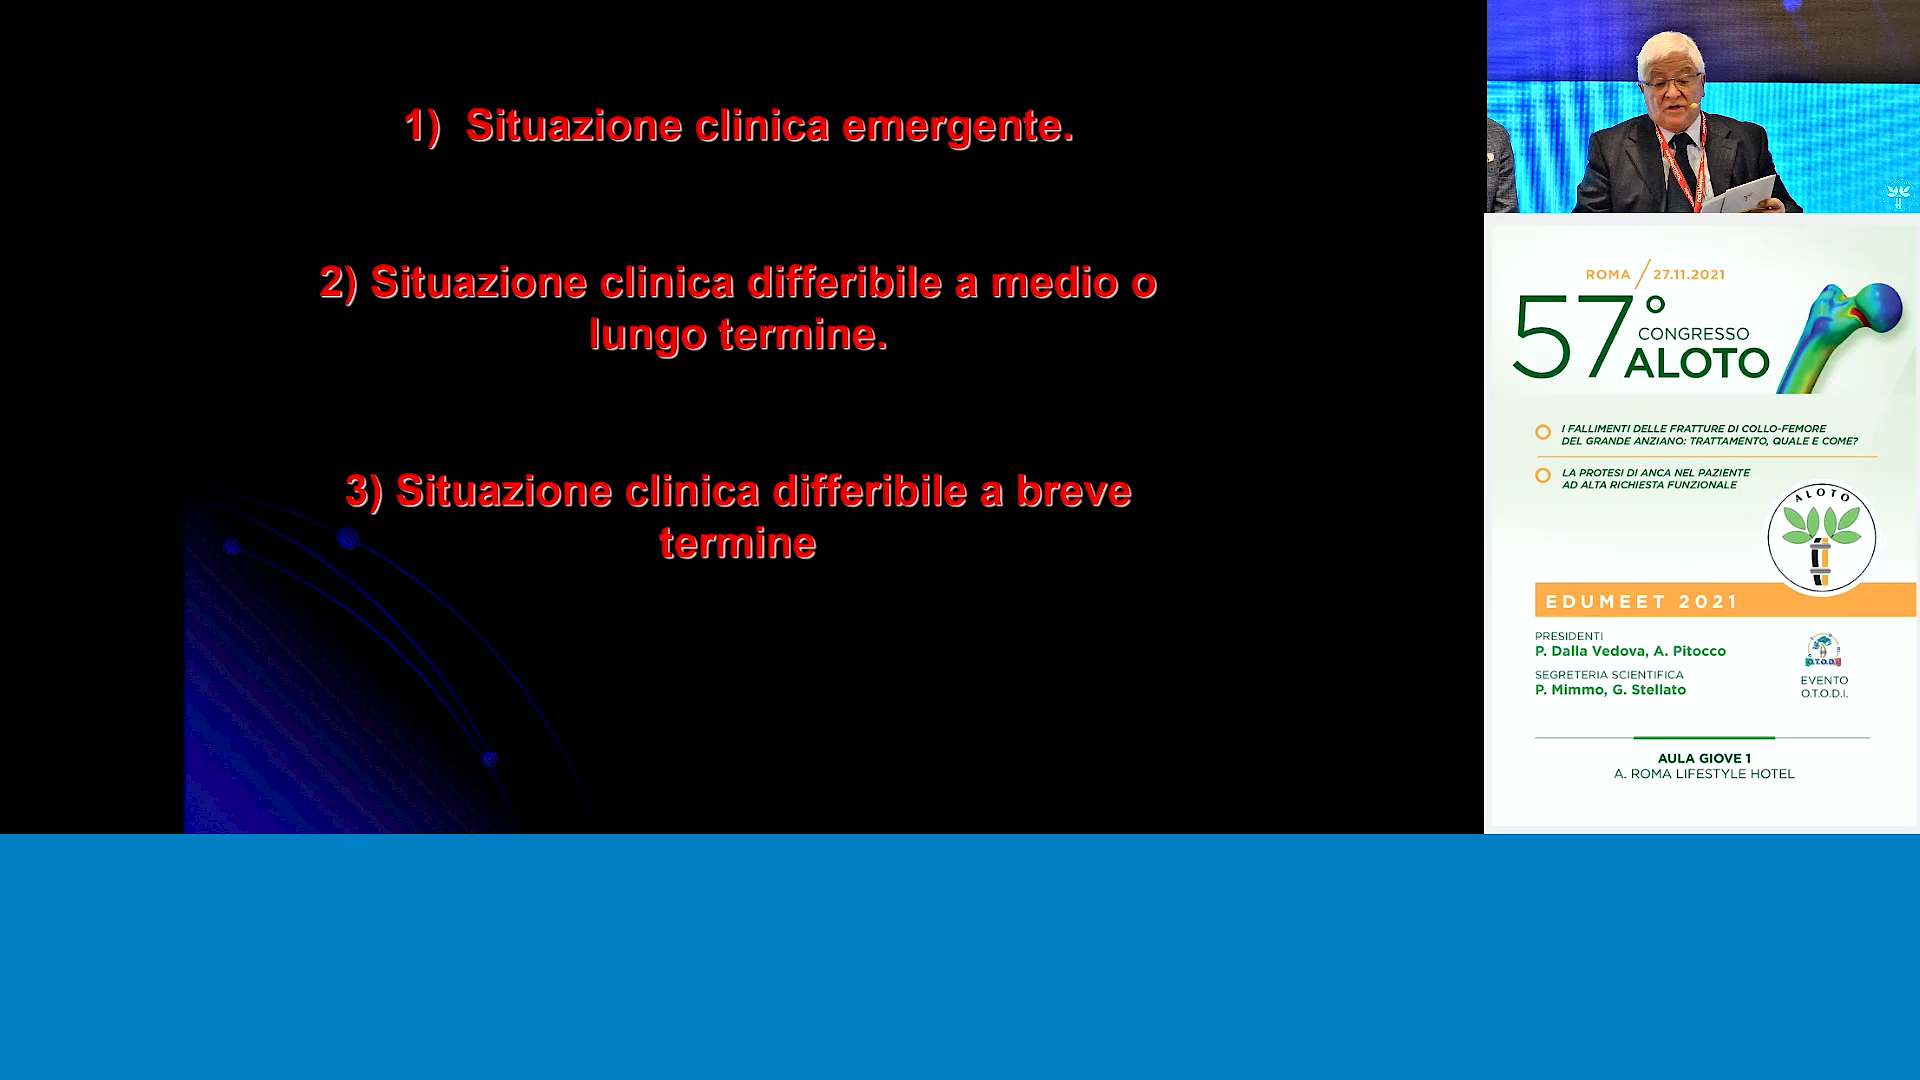 1) Situazione clinica emergente.
2) Situazione clinica differibile a medio o
lungo termine.
3) Situazione clinica differibile a breve
termine
ROMA / 27.11.2021
57°
CONGRESSO
ALOTO
I FALLIMENTI DELLE FRATTURE DI COLLO-FEMORE
DEL GRANDE ANZIANO: TRATTAMENTO, QUALE E COME?
LA PROTESI DI ANCA NEL PAZIENTE
AD ALTA RICHIESTA FUNZIONALE
ALOTO
EDUMEET 2021
PRESIDENTI
P. Dalla Vedova, A. Pitocco
SEGRETERIA SCIENTIFICA
P. Mimmo, G. Stellato
O.T.O.D.I
EVENTO
O.T.O.D.I.
AULA GIOVE 1
A. ROMA LIFESTYLE HOTEL